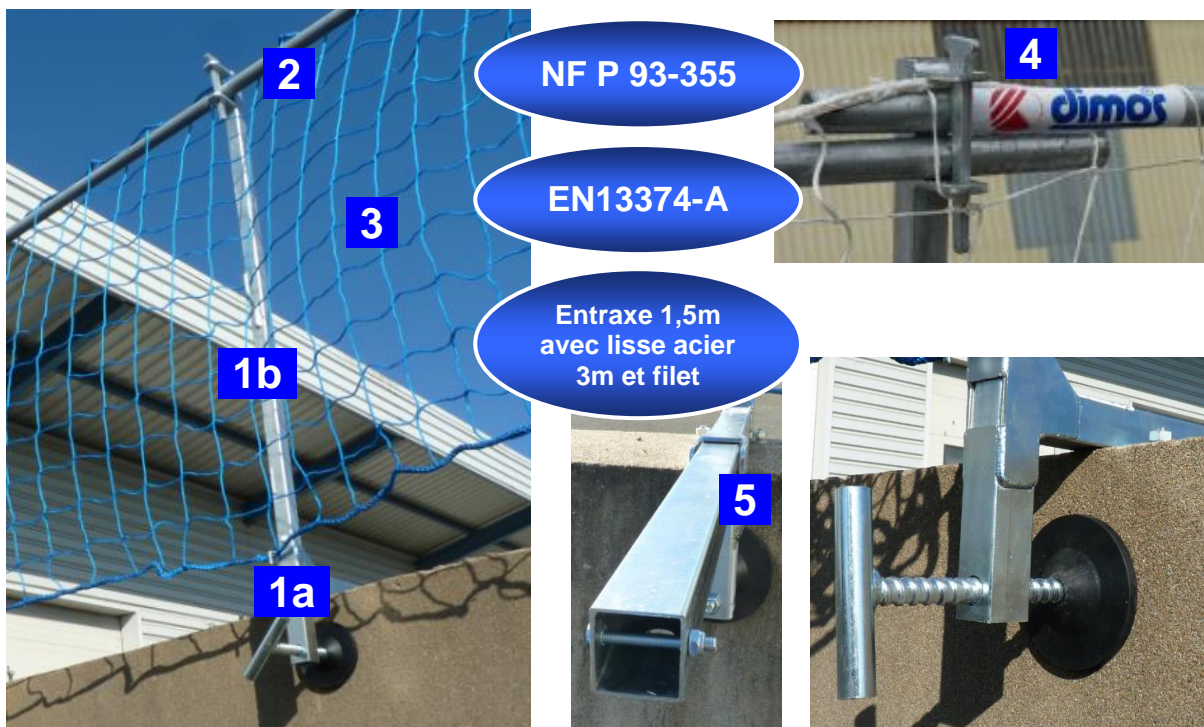 2
NF P 93-355
4
dimos
3
EN13374-A
Entraxe 1,5m
avec lisse acier
3m et filet
1b
5
1a